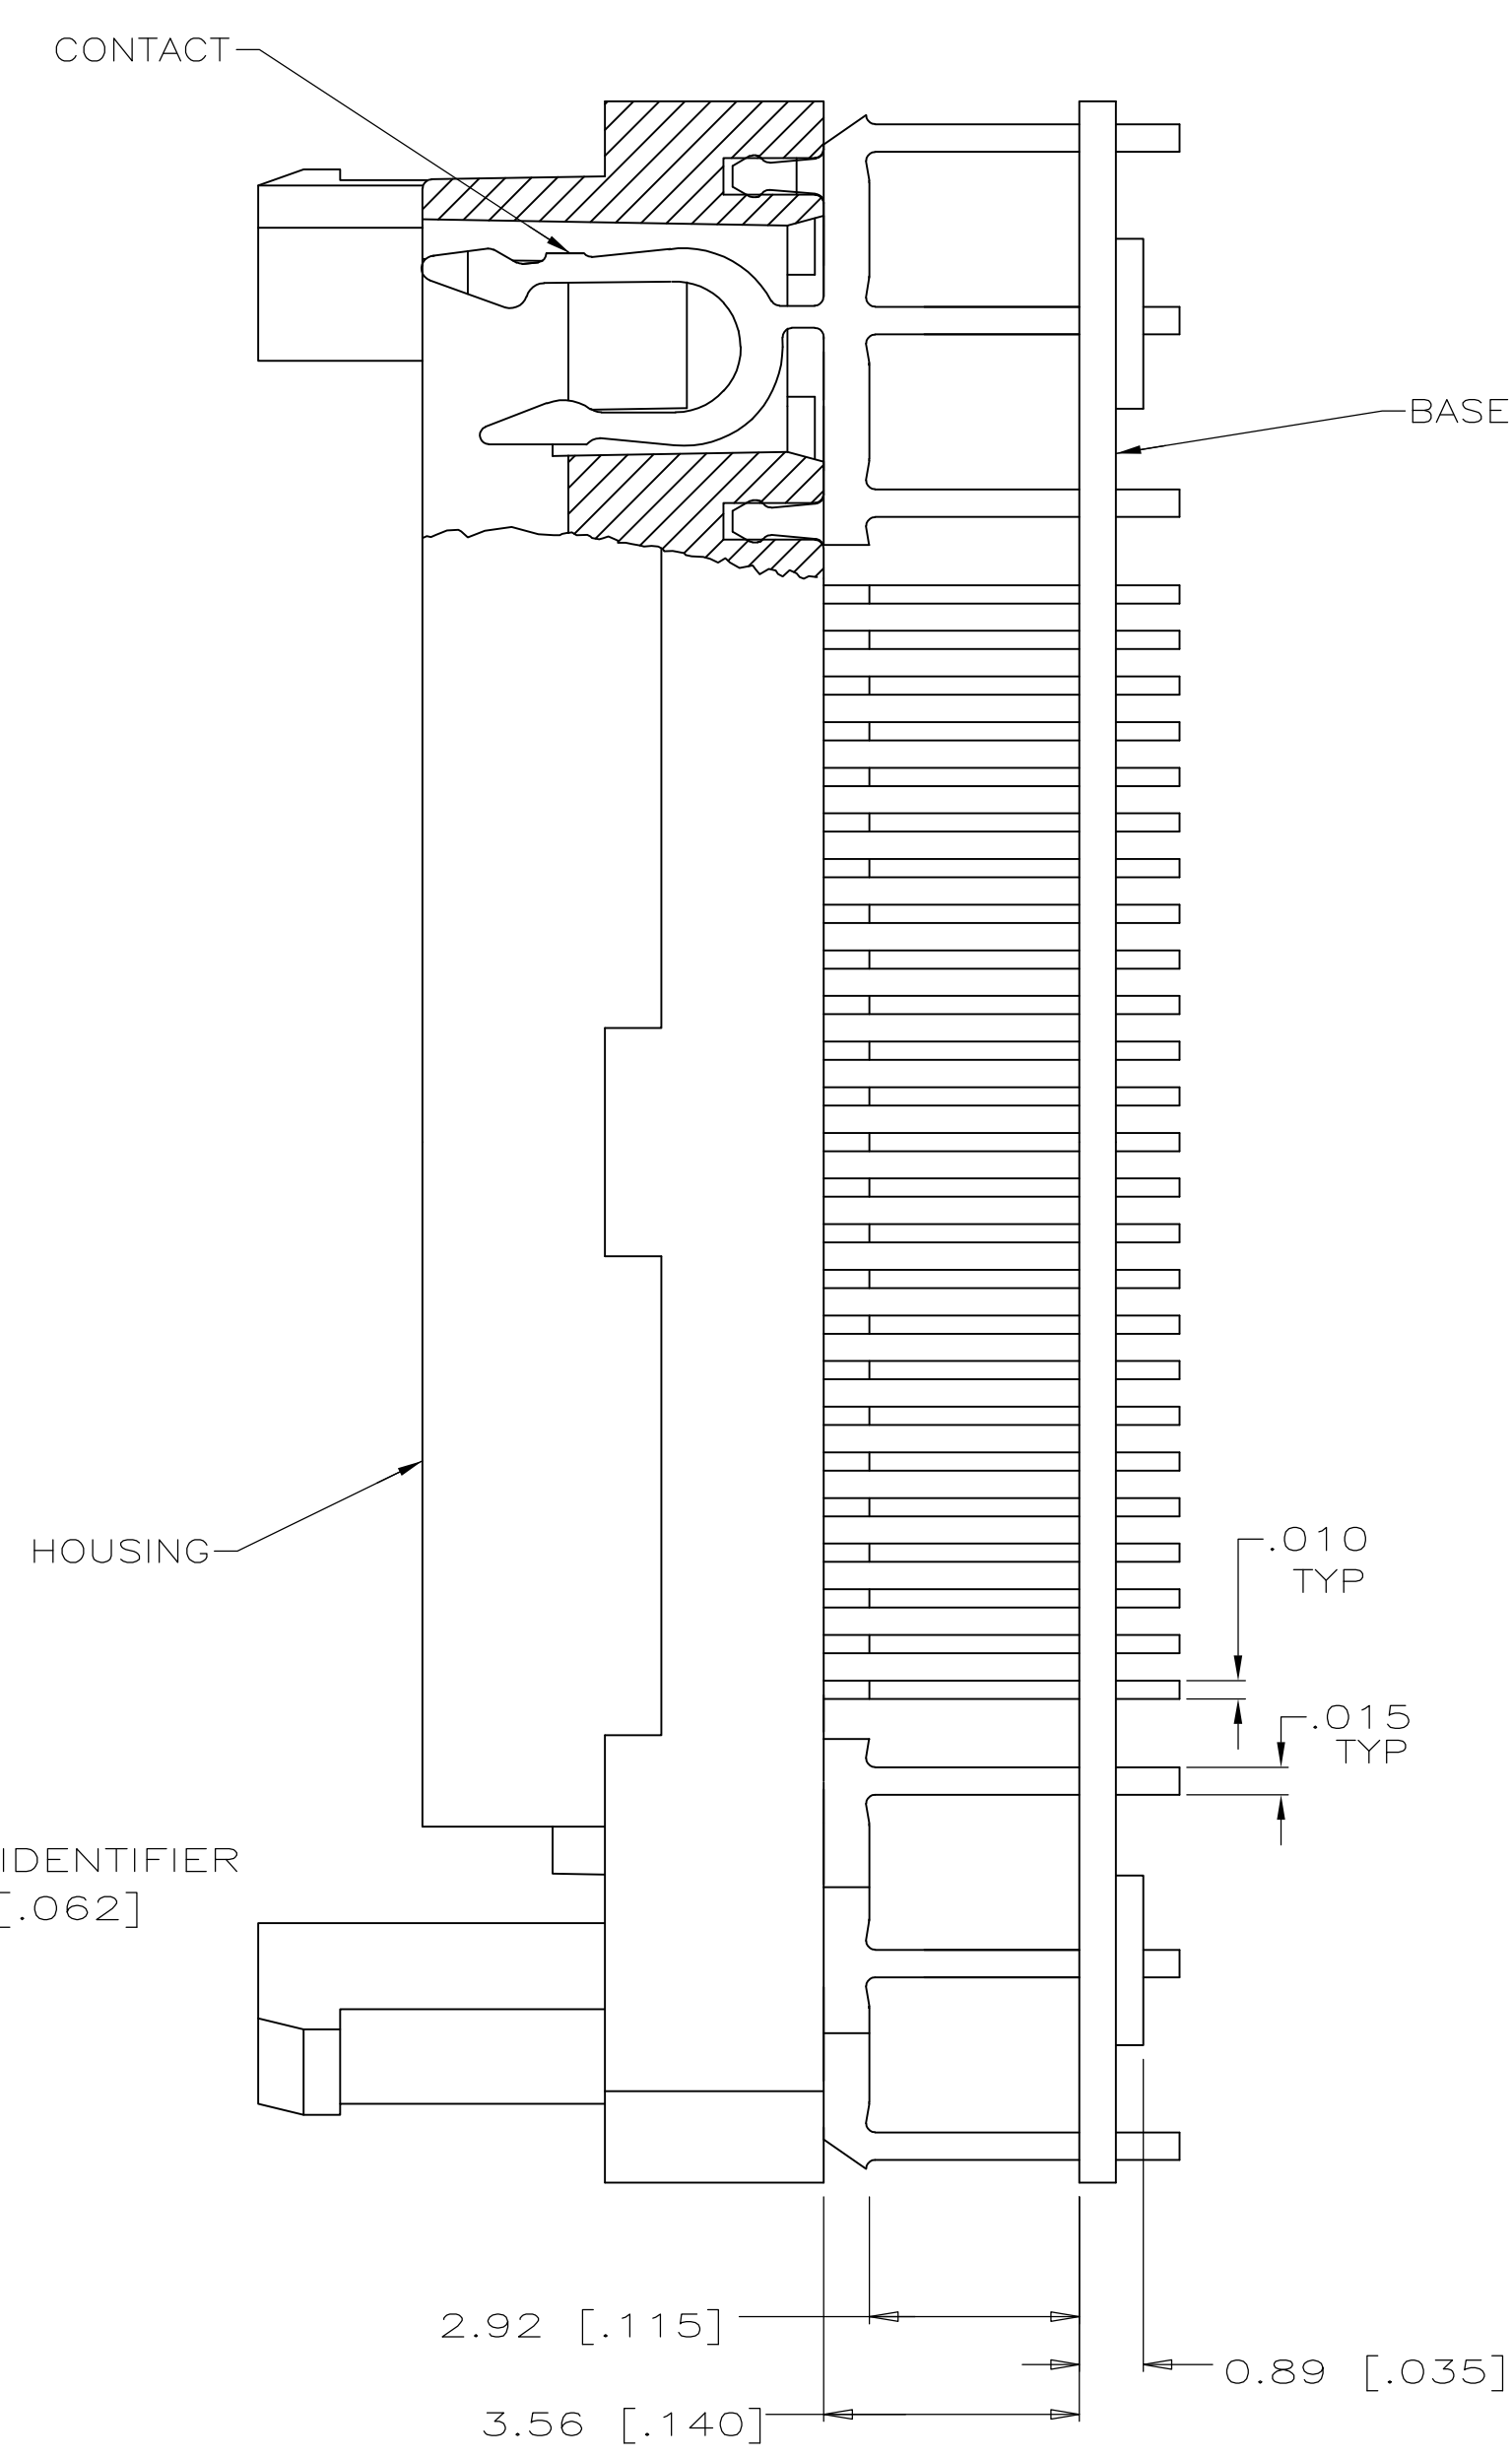 CONTACT
BASE
HOUSING
.010
TYP
.015
TYP
IDENTIFIER
[.062]
2.92 [.115]
0.89 [.035]
3.56 [.140]